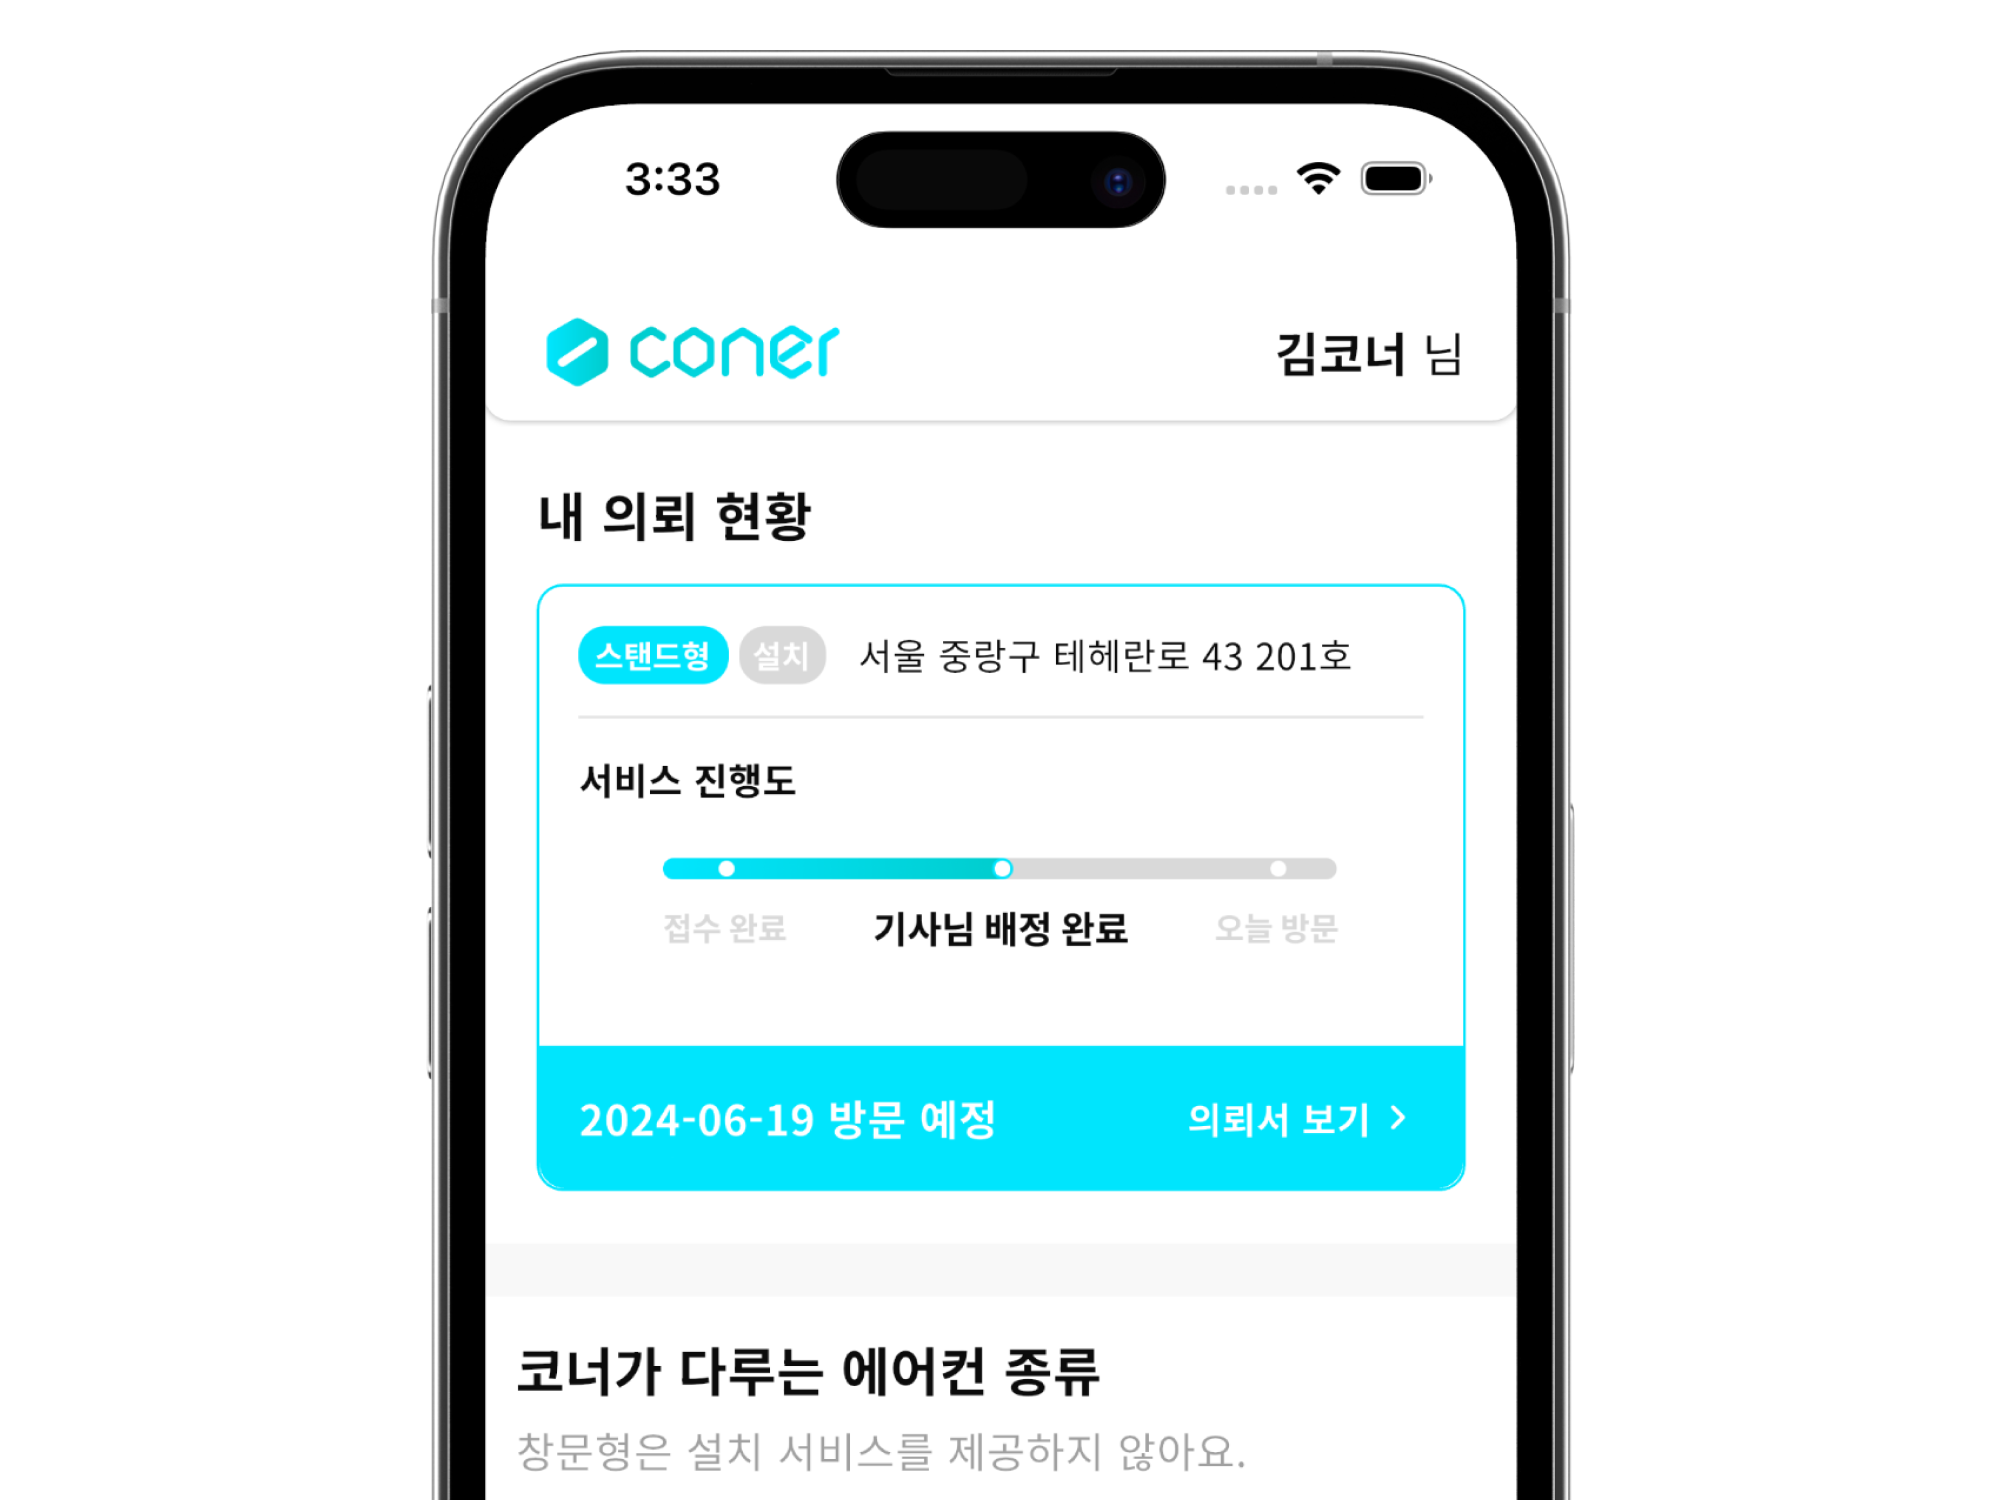 3:33
coner
김코너 님
내 의뢰 현황
스탠드형 설치 서울 중랑구 테헤란로 43 201호
서비스 진행도
접수 완료 기사님 배정 완료 오늘 방문
2024-06-19 방문 예정 의뢰서 보기 >
코너가 다루는 에어컨 종류
창문형은 설치 서비스를 제공하지 않아요.